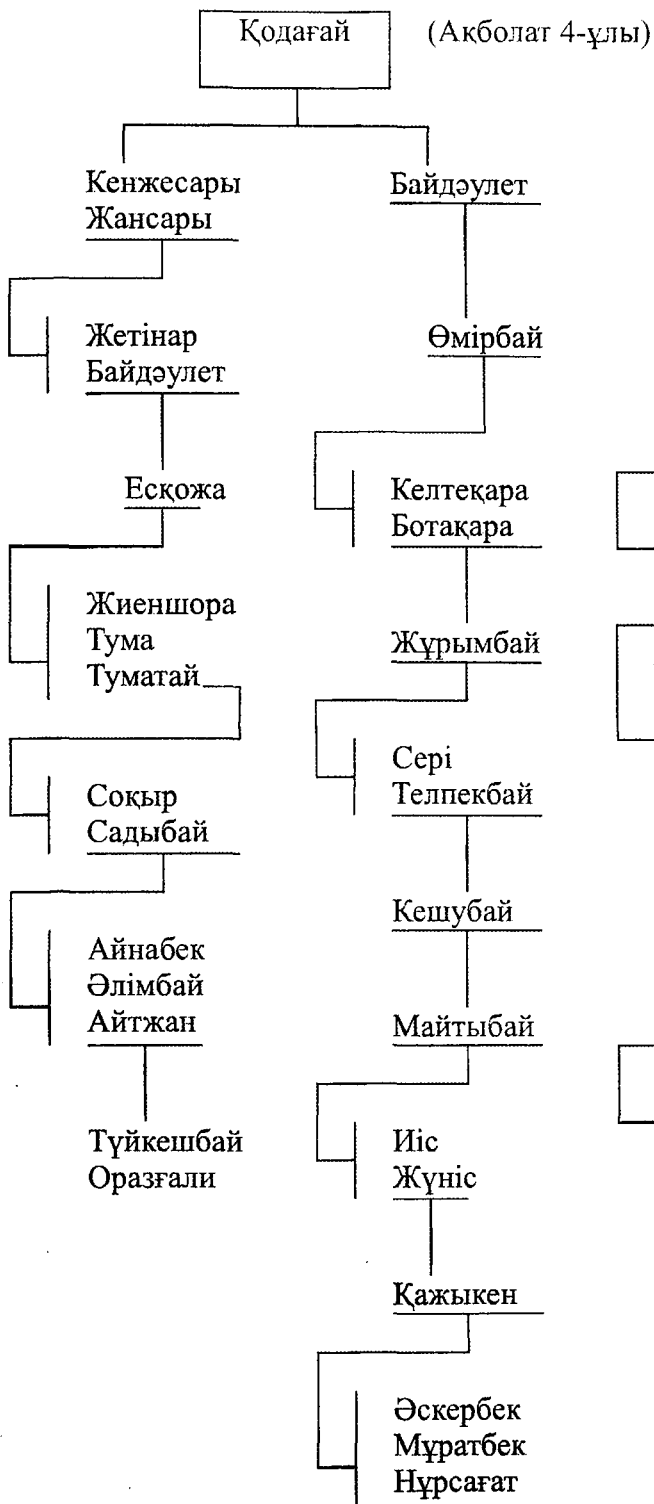 Қодағай (Ақболат 4-ұлы)
Кенжесары
Жансары
Жетінар
Байдәулет
Есқожа
Жиеншора
Тума
Туматай
Соқыр
Садыбай
Айнабек
Әлімбай
Айтжан
Түйкешбай
Оразғали
Байдәулет
Өмірбай
Келтеқара
Ботақара
Жұрымбай
Сері
Телпекбай
Кешубай
Майтыбай
Иіс
Жүніс
Қажыкен
Әскербек
Мұратбек
Нұрсағат